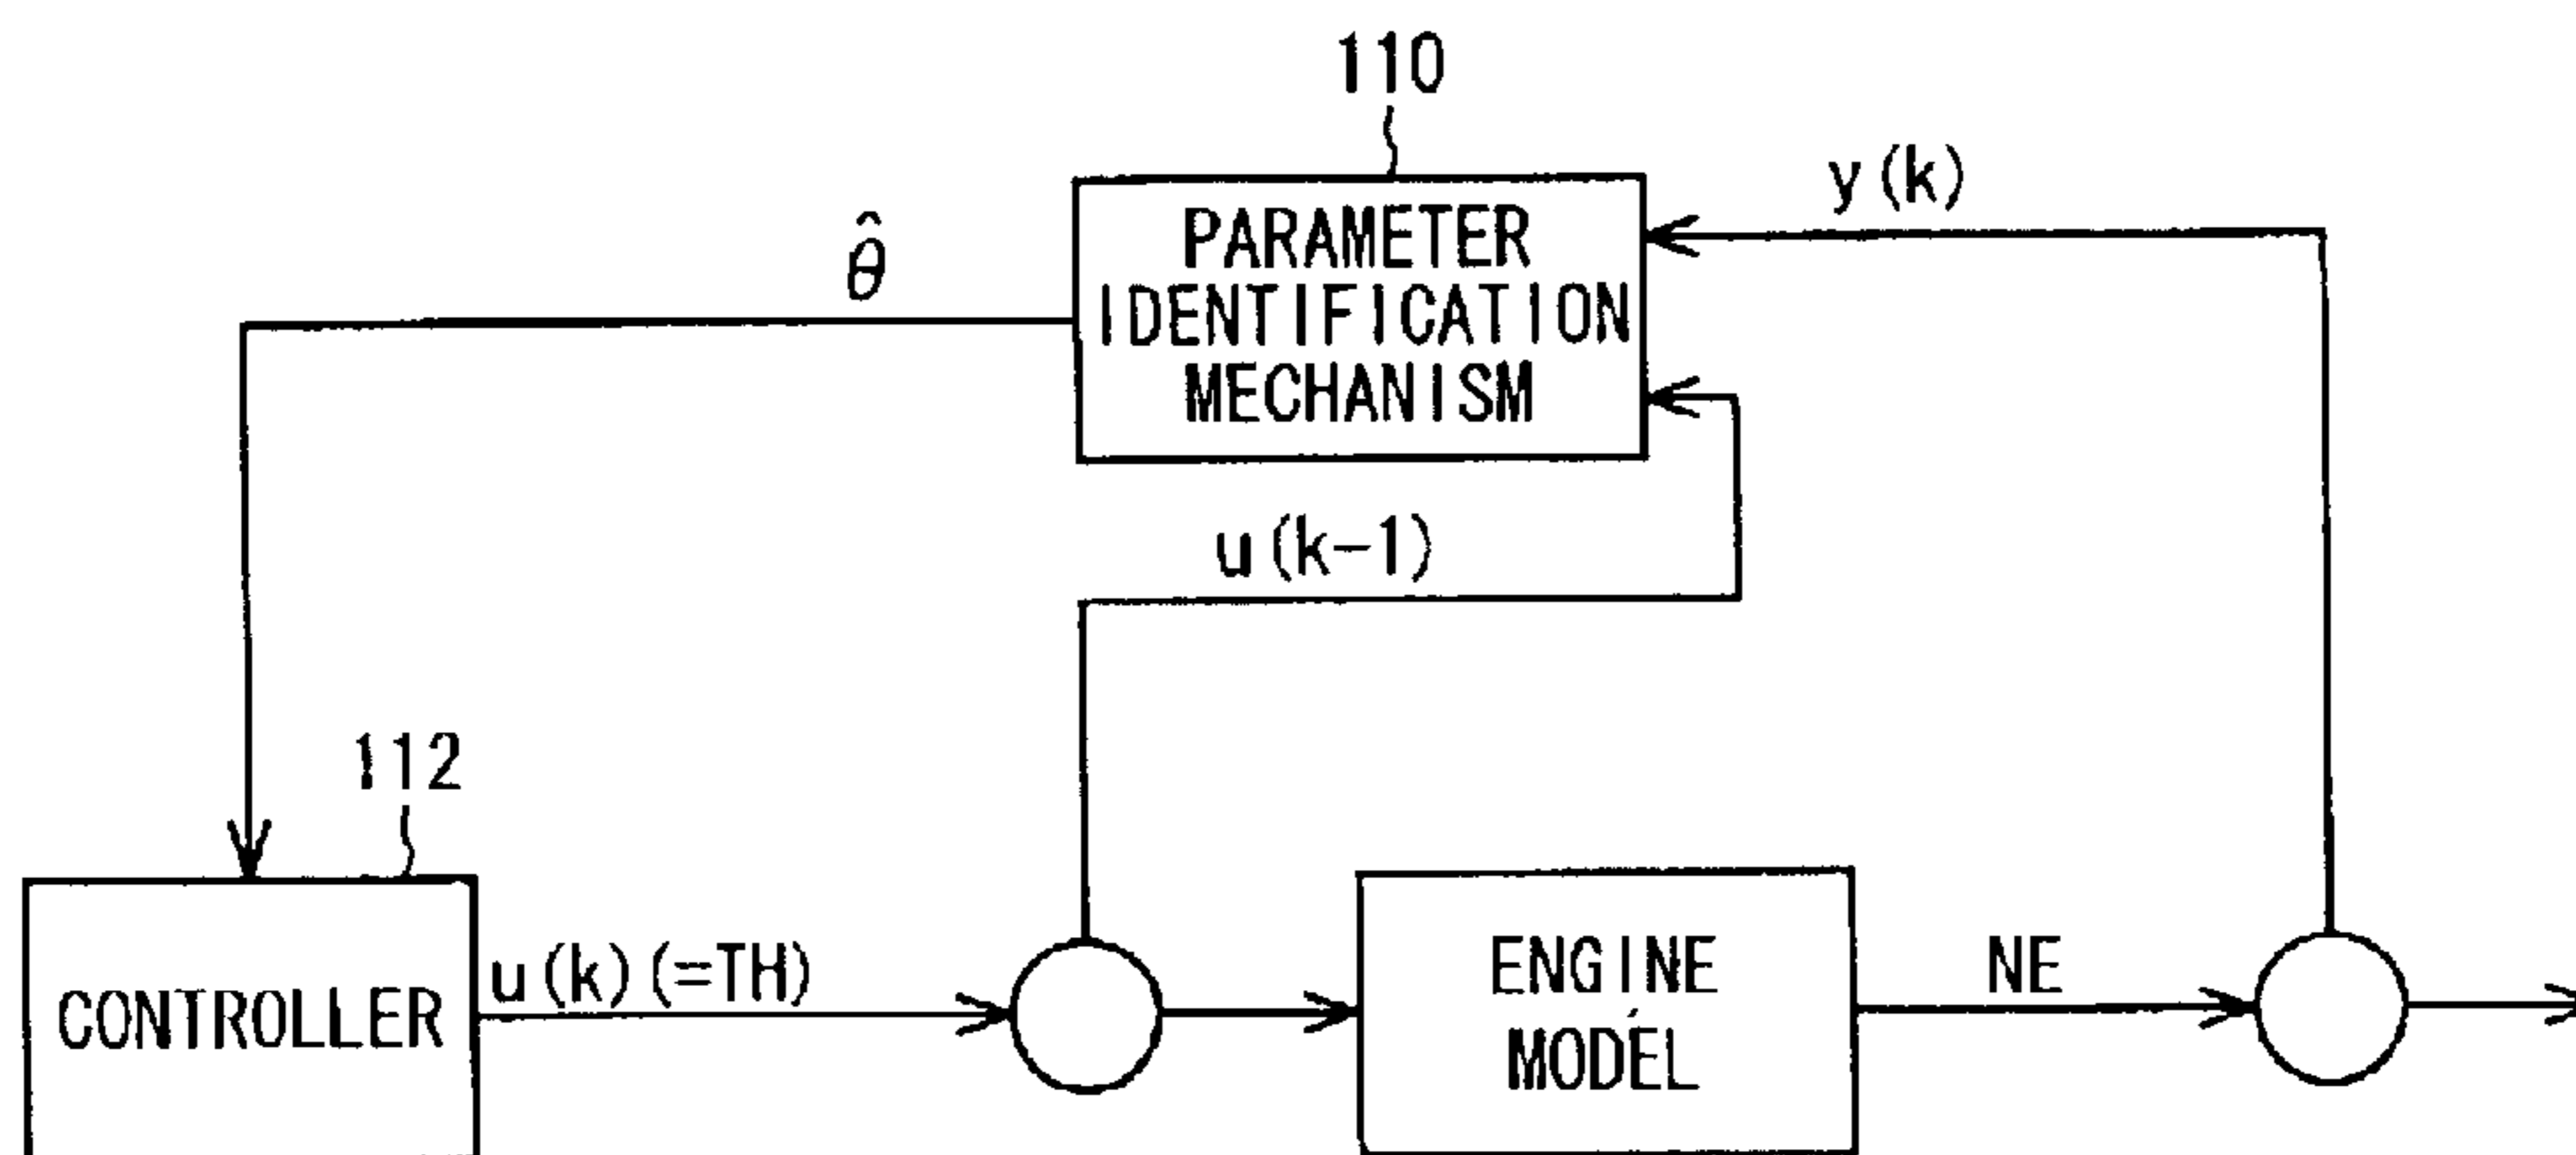 110
y(k)
θ̂
PARAMETER
IDENTIFICATION
MECHANISM
u(k-1)
112
CONTROLLER
u(k)(=TH)
ENGINE
MODEL
NE